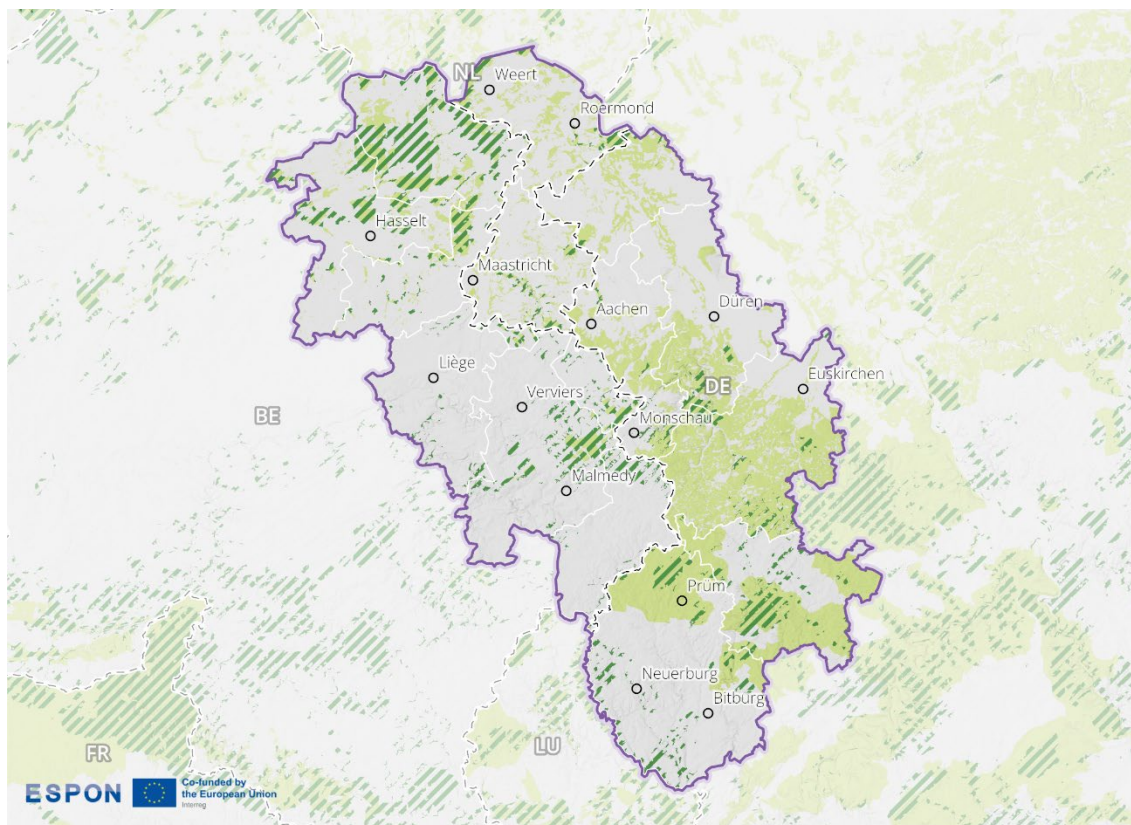 NL
Weert
Roermond
Hasselt
Maastricht
Aachen
Düren
Liège
DE
Euskirchen
Verviers
BE
Monschau
Malmedy
Prüm
Neuerburg
Bitburg
LU
FR
ESPON
Co-funded by
the European Union
Interreg